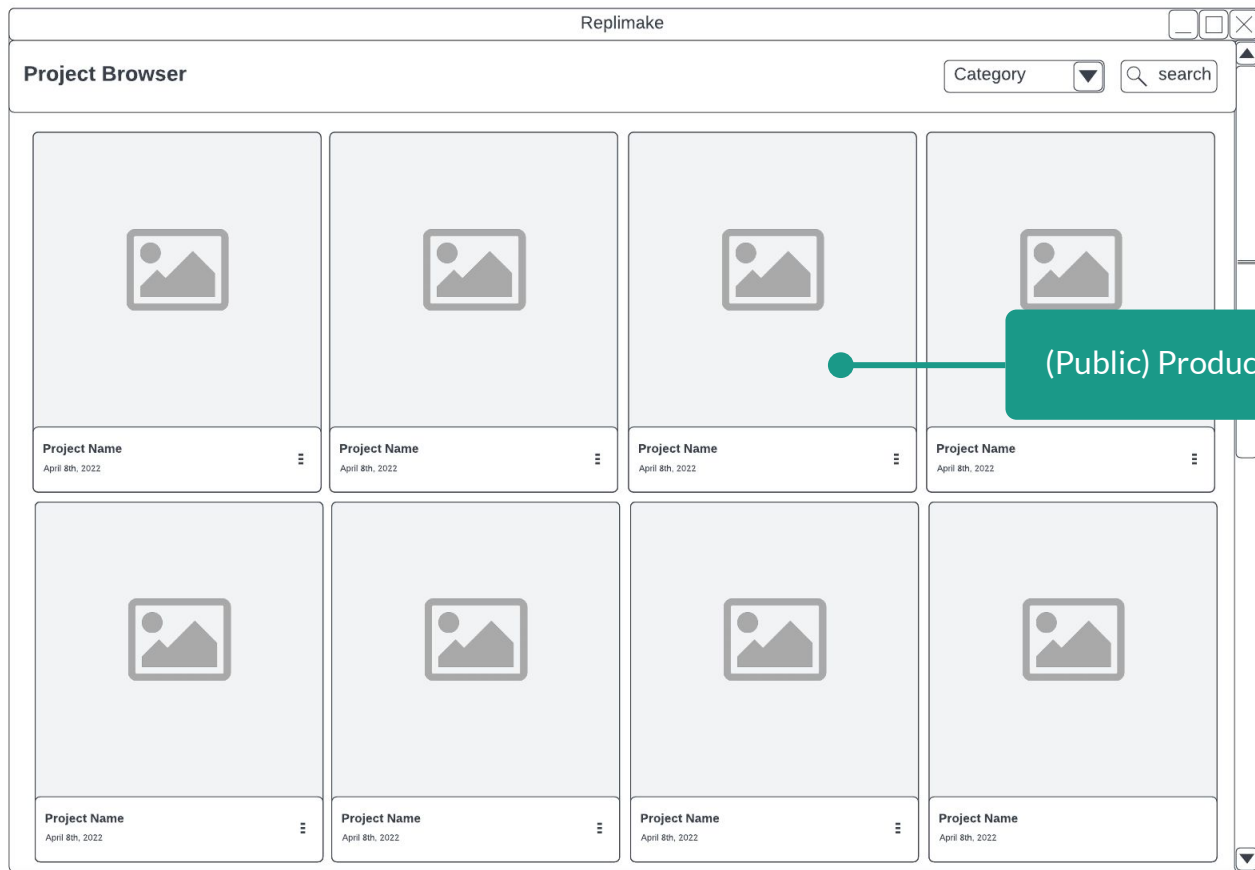 Replimake
Project Browser
Category
search
(Public) Produc
Project Name
April 8th, 2022
Project Name
April 8th, 2022
Project Name
April 8th, 2022
Project Name
April 8th, 2022
Project Name
April 8th, 2022
Project Name
April 8th, 2022
Project Name
April 8th, 2022
Project Name
April 8th, 2022